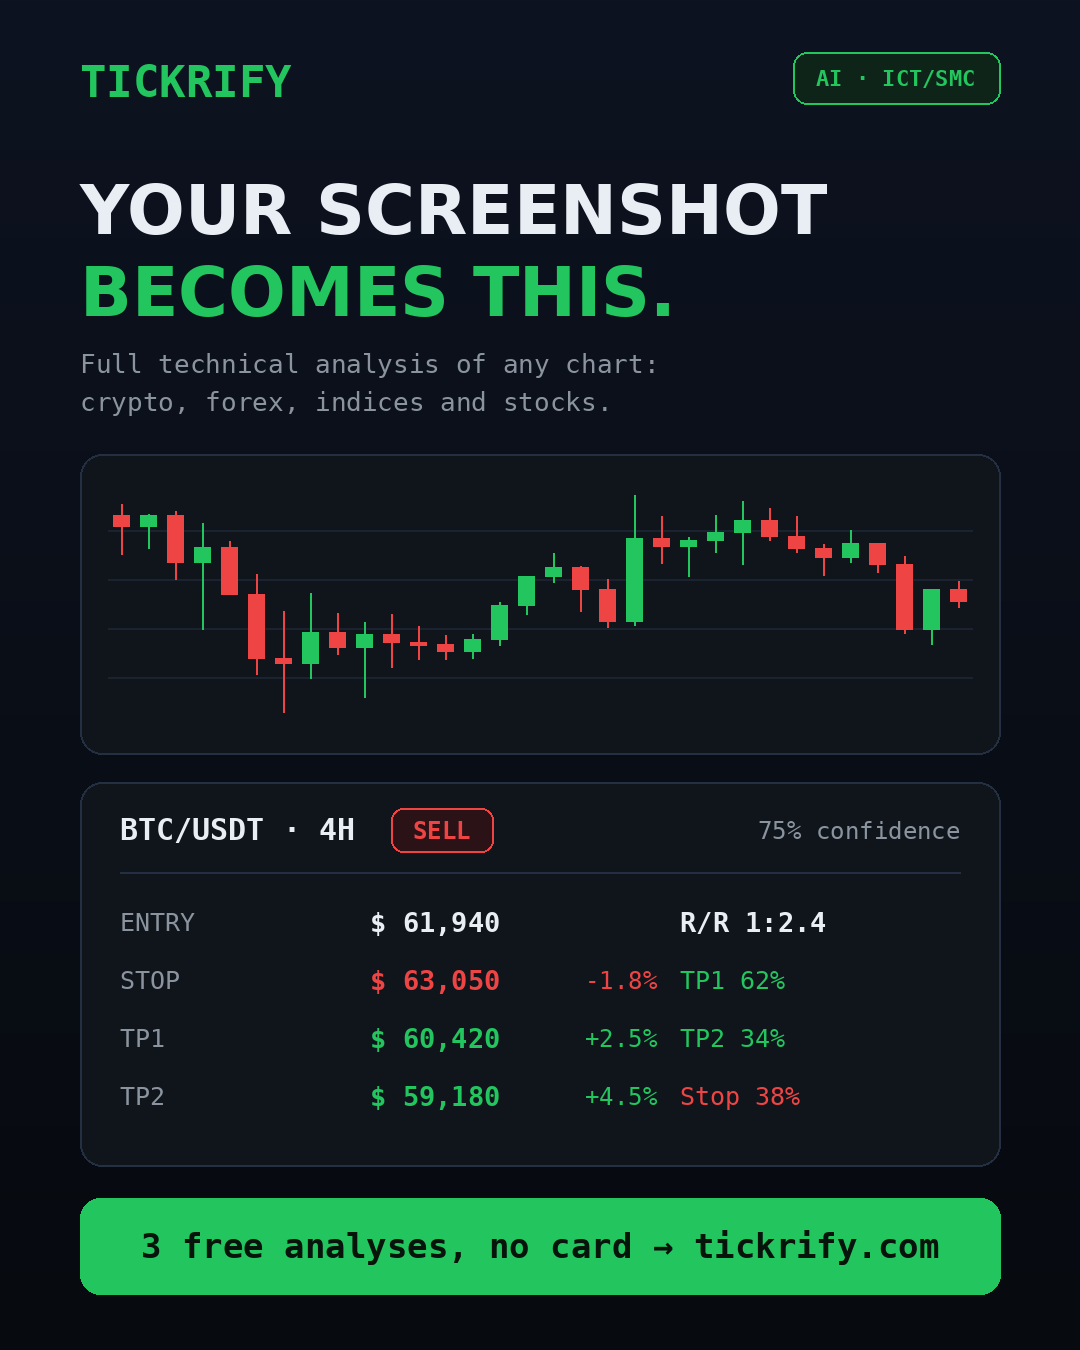 TICKRIFY
AI · ICT/SMC
YOUR SCREENSHOT
BECOMES THIS.
Full technical analysis of any chart:
crypto, forex, indices and stocks.
BTC/USDT · 4H SELL 75% confidence
ENTRY $ 61,940 R/R 1:2.4
STOP $ 63,050 -1.8% TP1 62%
TP1 $ 60,420 +2.5% TP2 34%
TP2 $ 59,180 +4.5% Stop 38%
3 free analyses, no card → tickrify.com